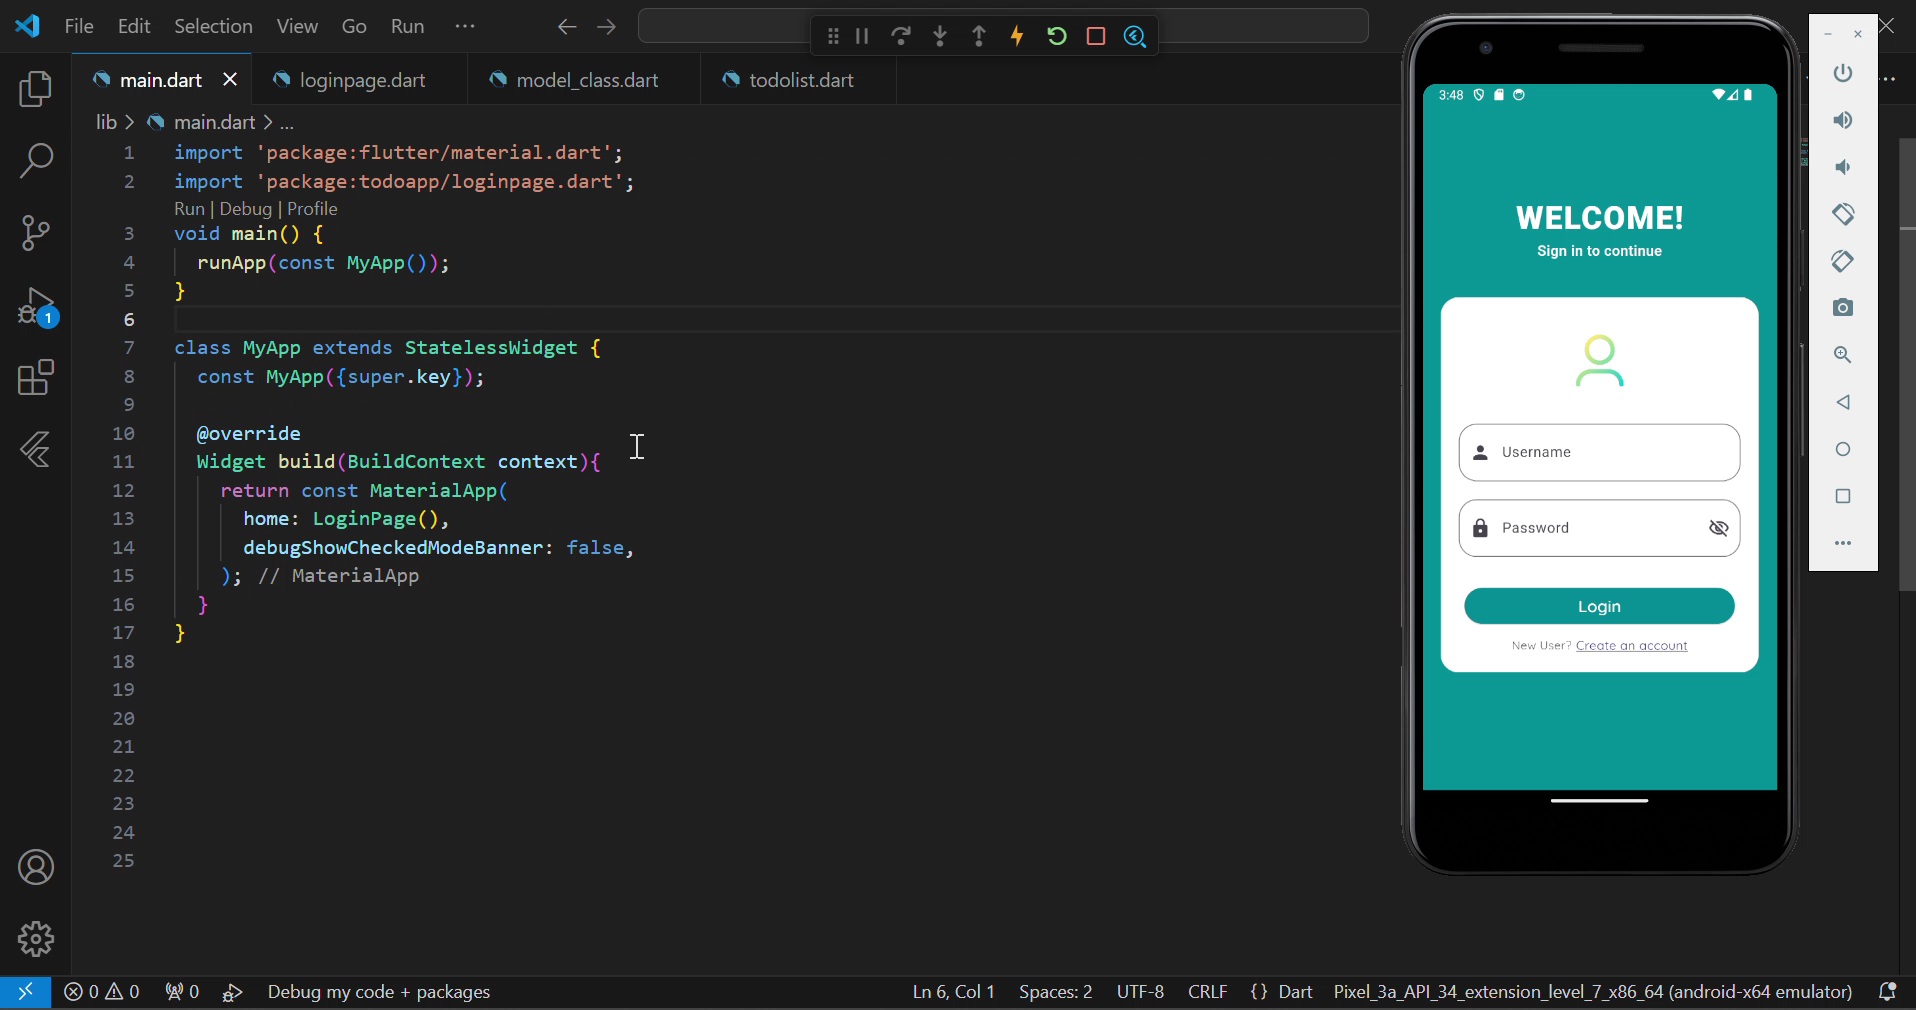 File Edit Selection View Go Run ···
main.dart loginpage.dart model_class.dart todolist.dart
lib > main.dart > ...
1 import 'package:flutter/material.dart';
2 import 'package:todoapp/loginpage.dart';
Run | Debug | Profile
3 void main() {
4 runApp(const MyApp());
5 }
6
7 class MyApp extends StatelessWidget {
8 const MyApp({super.key});
9
10 @override
11 Widget build(BuildContext context){
12 return const MaterialApp(
13 home: LoginPage(),
14 debugShowCheckedModeBanner: false,
15 ); // MaterialApp
16 }
17 }
18
19
20
21
22
23
24
25
1
3:48
WELCOME!
Sign in to continue
Username
Password
Login
New User? Create an account
0 0 0 Debug my code + packages Ln 6, Col 1 Spaces: 2 UTF-8 CRLF {} Dart Pixel_3a_API_34_extension_level_7_x86_64 (android-x64 emulator)